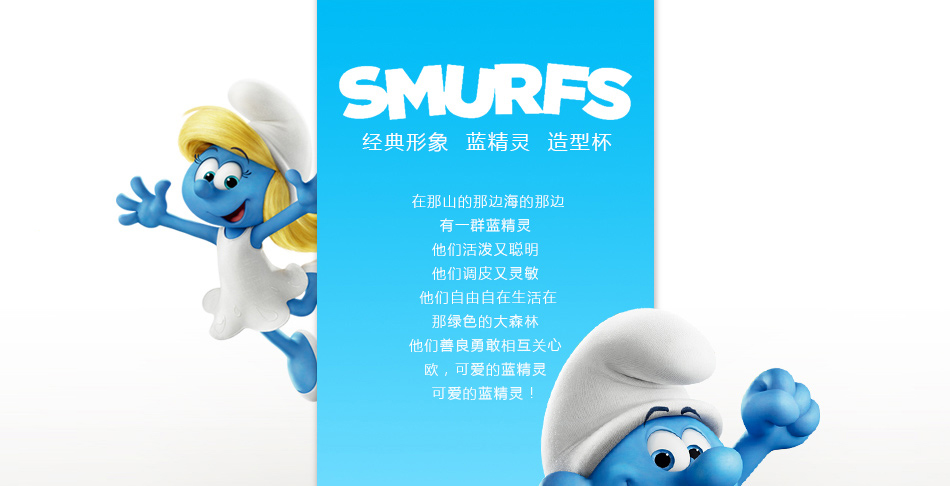 SMURFS
经典形象 蓝精灵 造型杯
在那山的那边海的那边
有一群蓝精灵
他们活泼又聪明
他们调皮又灵敏
他们自由自在生活在
那绿色的大森林
他们善良勇敢相互关心
欧，可爱的蓝精灵
可爱的蓝精灵！